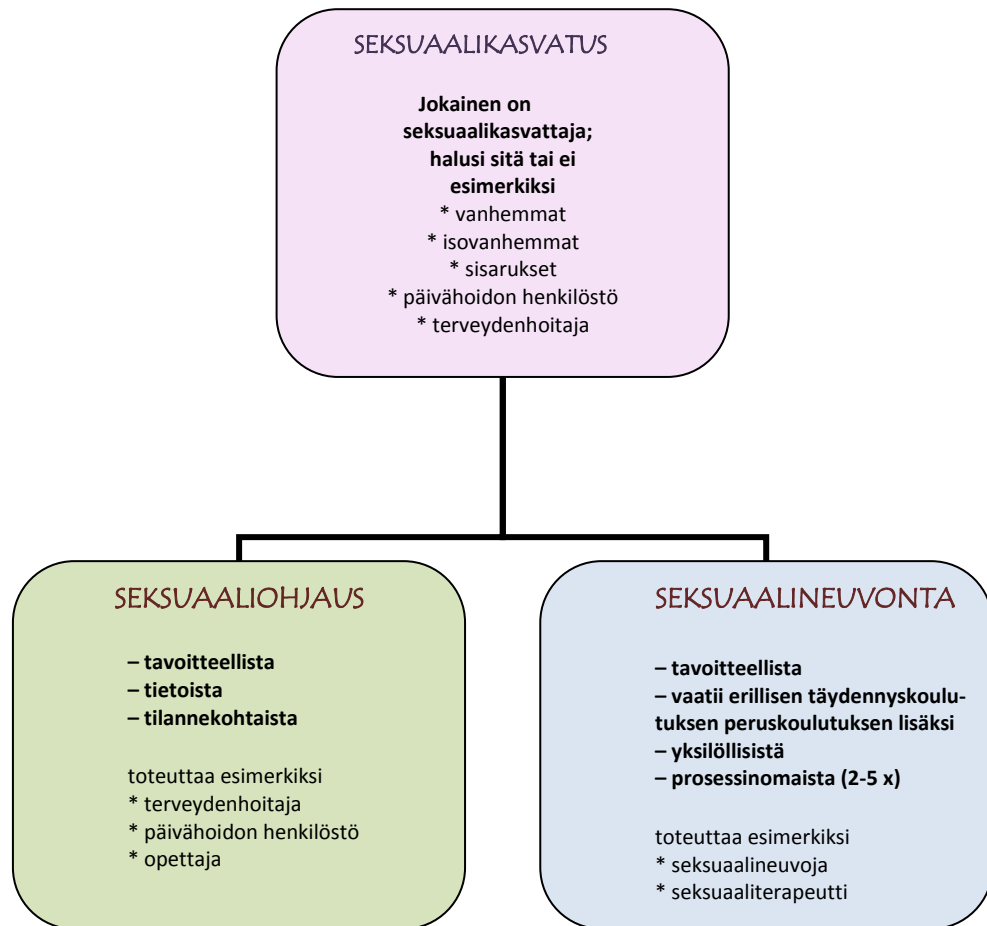 SEKSUAALIKASVATUS
Jokainen on
seksuaalikasvattaja;
halusi sitä tai ei
esimerkiksi
* vanhemmat
* isovanhemmat
* sisarukset
* päivähoidon henkilöstö
* terveydenhoitaja
SEKSUAALIOHJAUS
– tavoitteellista
– tietoista
– tilannekohtaista
toteuttaa esimerkiksi
* terveydenhoitaja
* päivähoidon henkilöstö
* opettaja
SEKSUAALINEUVONTA
– tavoitteellista
– vaatii erillisen täydennyskoulu-
tutuksen peruskoulutuksen lisäksi
– yksilöllisistä
– prosessinomaista (2-5 x)
toteuttaa esimerkiksi
* seksuaalineuvoja
* seksuaaliterapeutti